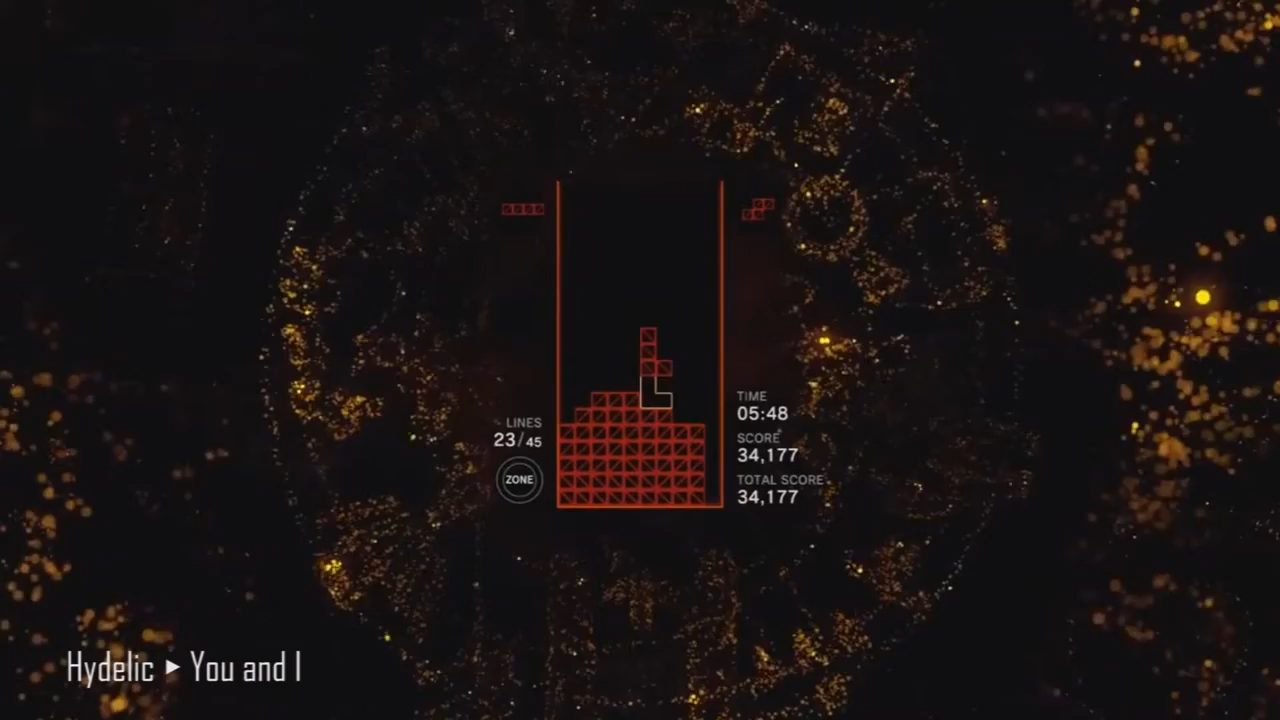 LINES
23/45
ZONE
TIME
05:48
SCORE
34,177
TOTAL SCORE
34,177
Hydelic ▸ You and I